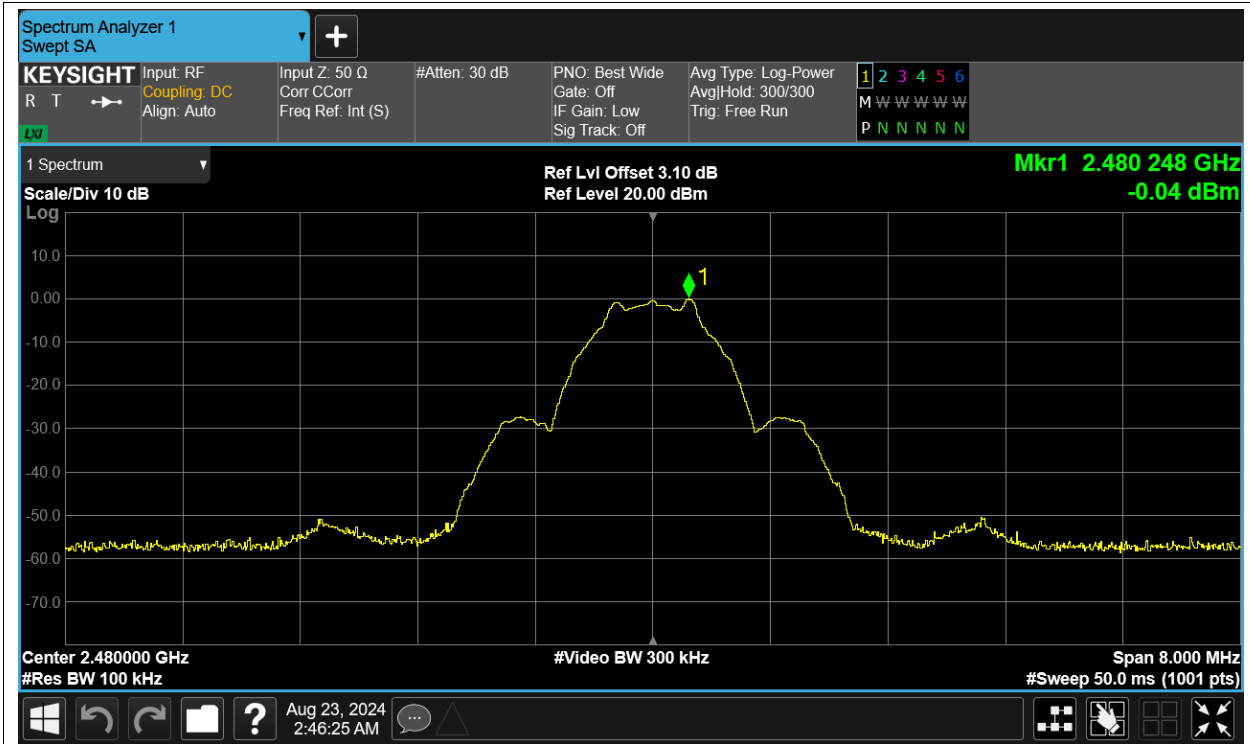 Spectrum Analyzer 1
Swept SA
KEYSIGHT
R T
LXI
Input: RF
Coupling: DC
Align: Auto
Input Z: 50 Ω
Corr CCorr
Freq Ref: Int (S)
#Atten: 30 dB
PNO: Best Wide
Gate: Off
IF Gain: Low
Sig Track: Off
Avg Type: Log-Power
Avg|Hold: 300/300
Trig: Free Run
1 2 3 4 5 6
M W W W W W
P N N N N N
1 Spectrum
Scale/Div 10 dB
Log
Ref Lvl Offset 3.10 dB
Ref Level 20.00 dBm
Mkr1 2.480 248 GHz
-0.04 dBm
1
10.0
0.00
-10.0
-20.0
-30.0
-40.0
-50.0
-60.0
-70.0
Center 2.480000 GHz
#Res BW 100 kHz
#Video BW 300 kHz
Span 8.000 MHz
#Sweep 50.0 ms (1001 pts)
?
Aug 23, 2024
2:46:25 AM